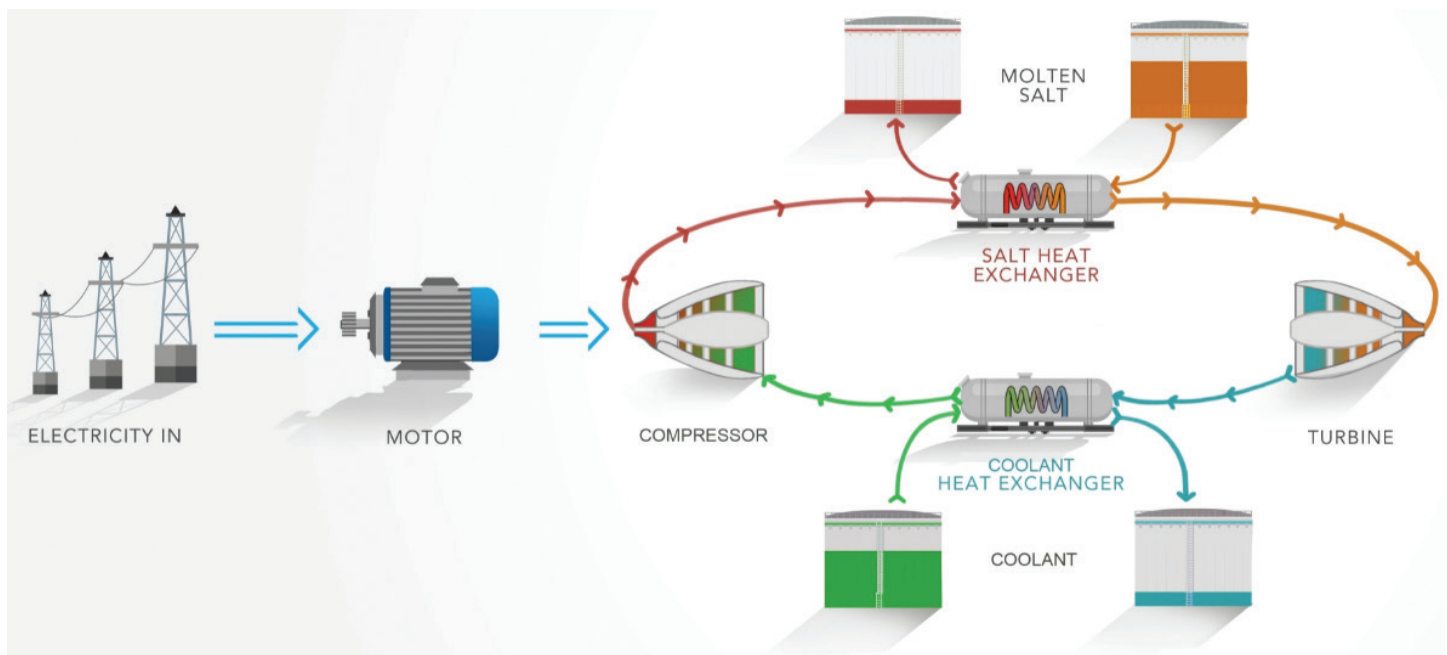 MOLTEN
SALT
SALT HEAT
EXCHANGER
ELECTRICITY IN
MOTOR
COMPRESSOR
COOLANT
HEAT EXCHANGER
TURBINE
COOLANT